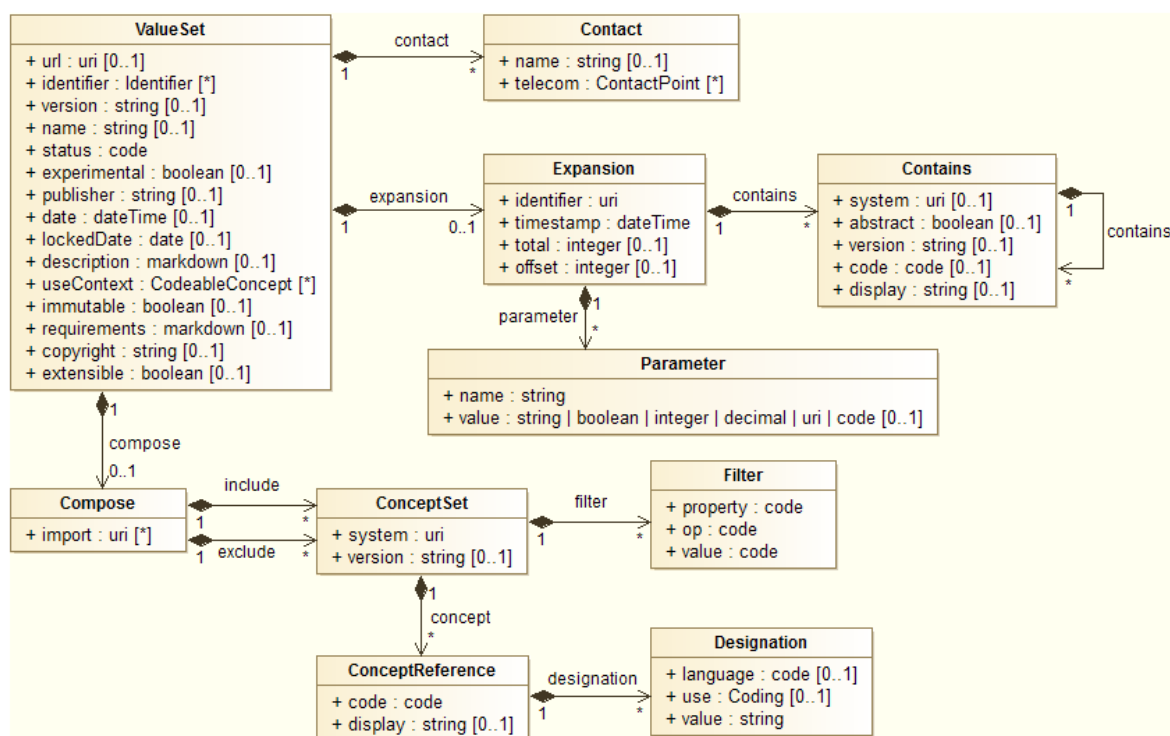 ValueSet
+ url : uri [0..1]
+ identifier : Identifier [*]
+ version : string [0..1]
+ name : string [0..1]
+ status : code
+ experimental : boolean [0..1]
+ publisher : string [0..1]
+ date : dateTime [0..1]
+ lockedDate : date [0..1]
+ description : markdown [0..1]
+ useContext : CodeableConcept [*]
+ immutable : boolean [0..1]
+ requirements : markdown [0..1]
+ copyright : string [0..1]
+ extensible : boolean [0..1]
contact
1
*
Contact
+ name : string [0..1]
+ telecom : ContactPoint [*]
expansion
1
0..1
Expansion
+ identifier : uri
+ timestamp : dateTime
+ total : integer [0..1]
+ offset : integer [0..1]
contains
1
*
Contains
+ system : uri [0..1]
+ abstract : boolean [0..1]
+ version : string [0..1]
+ code : code [0..1]
+ display : string [0..1]
1
contains
*
1
parameter
*
Parameter
+ name : string
+ value : string | boolean | integer | decimal | uri | code [0..1]
1
compose
0..1
Compose
+ import : uri [*]
include
1
*
exclude
1
*
ConceptSet
+ system : uri
+ version : string [0..1]
filter
1
*
Filter
+ property : code
+ op : code
+ value : code
1
concept
*
ConceptReference
+ code : code
+ display : string [0..1]
designation
1
*
Designation
+ language : code [0..1]
+ use : Coding [0..1]
+ value : string